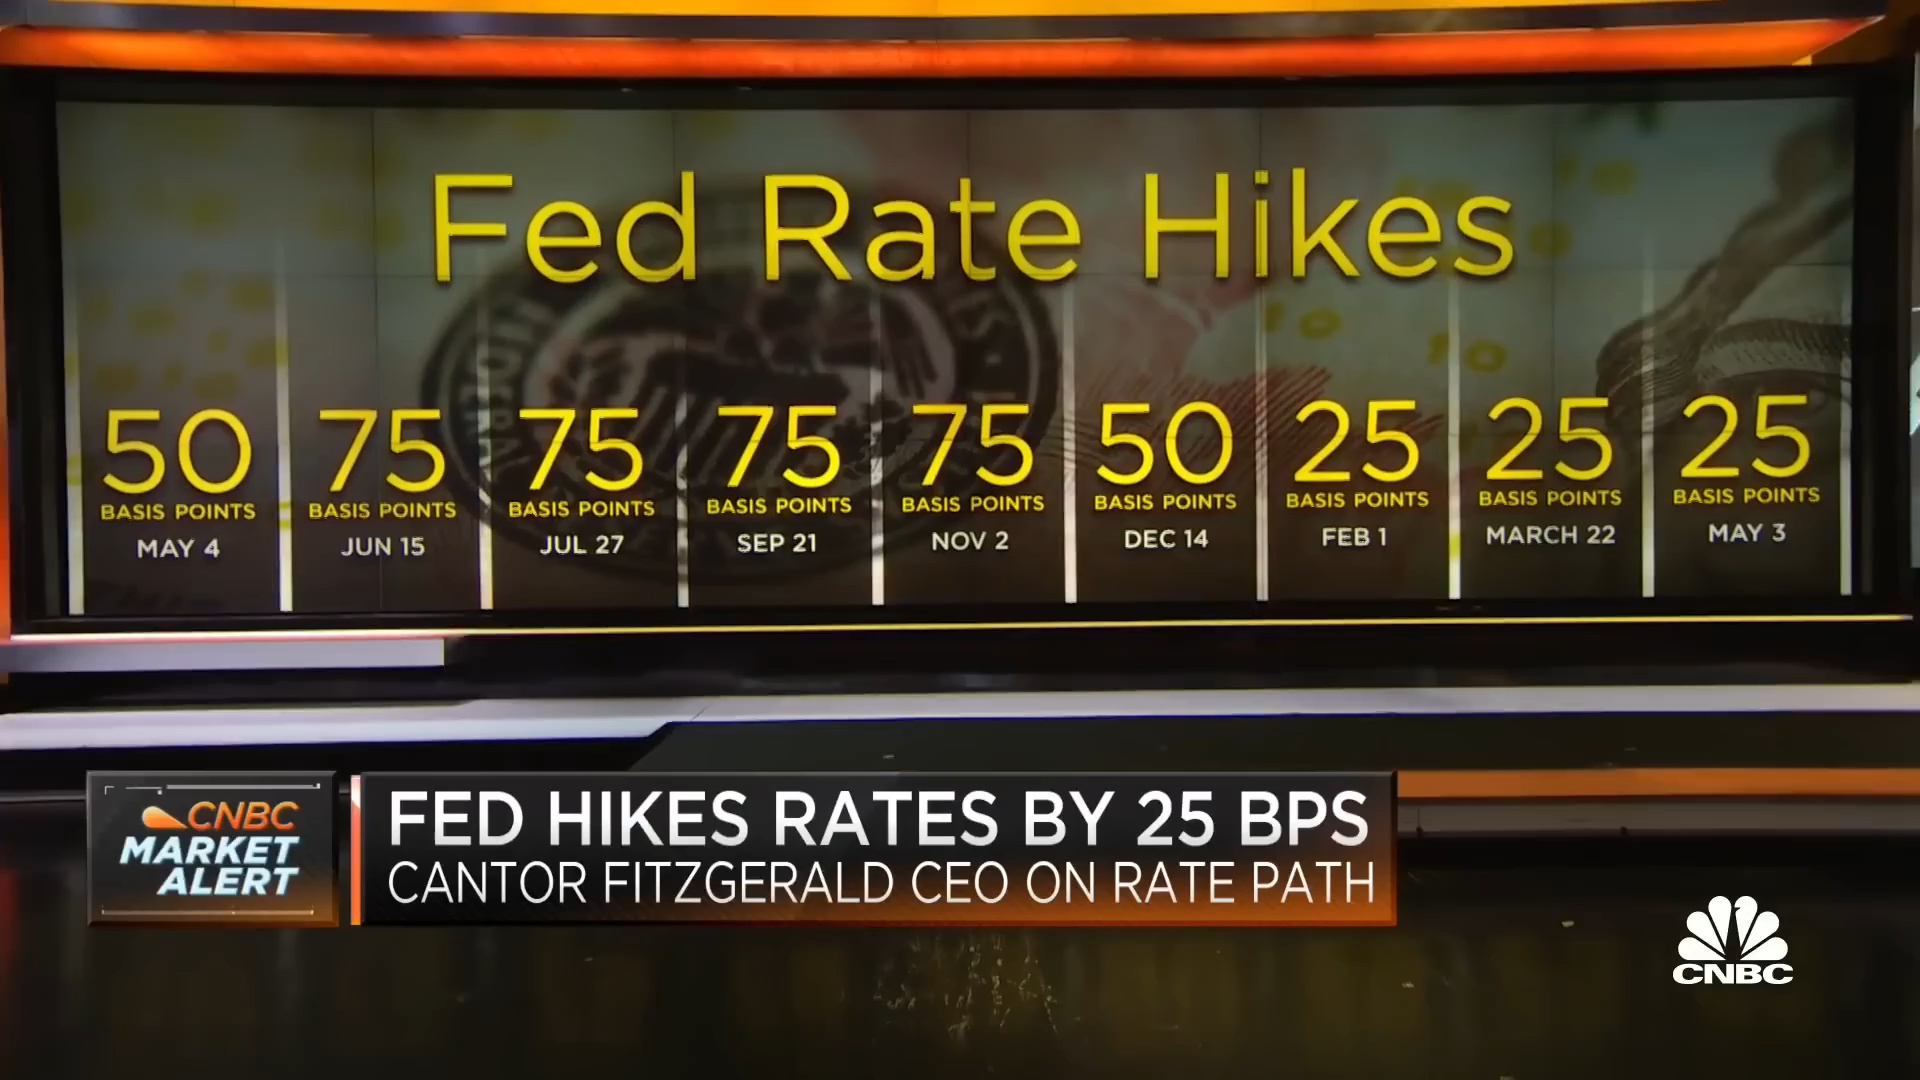 Fed Rate Hikes
50 75 75 75 75 50 25 25 25
BASIS POINTS BASIS POINTS BASIS POINTS BASIS POINTS BASIS POINTS BASIS POINTS BASIS POINTS BASIS POINTS BASIS POINTS
MAY 4 JUN 15 JUL 27 SEP 21 NOV 2 DEC 14 FEB 1 MARCH 22 MAY 3
CNBC
MARKET
ALERT
FED HIKES RATES BY 25 BPS
CANTOR FITZGERALD CEO ON RATE PATH
CNBC